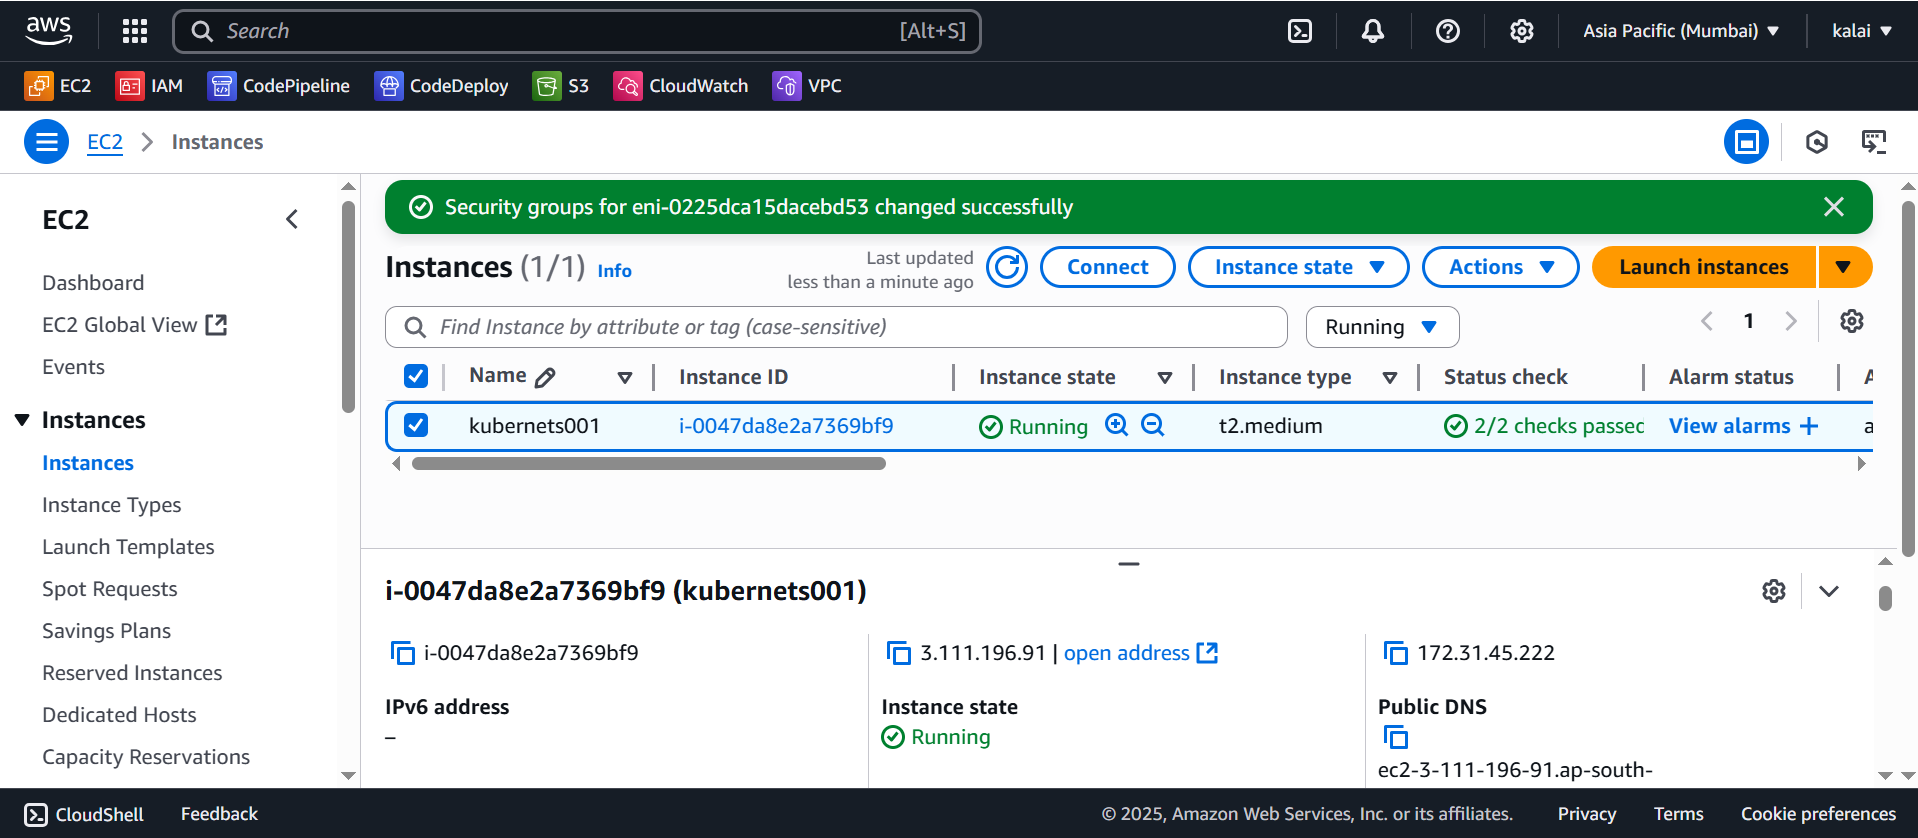 aws
Search [Alt+S]
Asia Pacific (Mumbai)
kalai
EC2 IAM CodePipeline CodeDeploy S3 CloudWatch VPC
EC2 Instances
EC2
Dashboard
EC2 Global View
Events
Instances
Instances
Instance Types
Launch Templates
Spot Requests
Savings Plans
Reserved Instances
Dedicated Hosts
Capacity Reservations
Security groups for eni-0225dca15dacebd53 changed successfully
Instances (1/1) Info
Last updated
less than a minute ago
Connect
Instance state
Actions
Launch instances
Find Instance by attribute or tag (case-sensitive)
Running
1
Name Instance ID Instance state Instance type Status check Alarm status A
kubernets001 i-0047da8e2a7369bf9 Running t2.medium 2/2 checks passed View alarms + a
i-0047da8e2a7369bf9 (kubernets001)
i-0047da8e2a7369bf9
3.111.196.91 | open address
172.31.45.222
IPv6 address
–
Instance state
Running
Public DNS
ec2-3-111-196-91.ap-south-
CloudShell Feedback
© 2025, Amazon Web Services, Inc. or its affiliates. Privacy Terms Cookie preferences